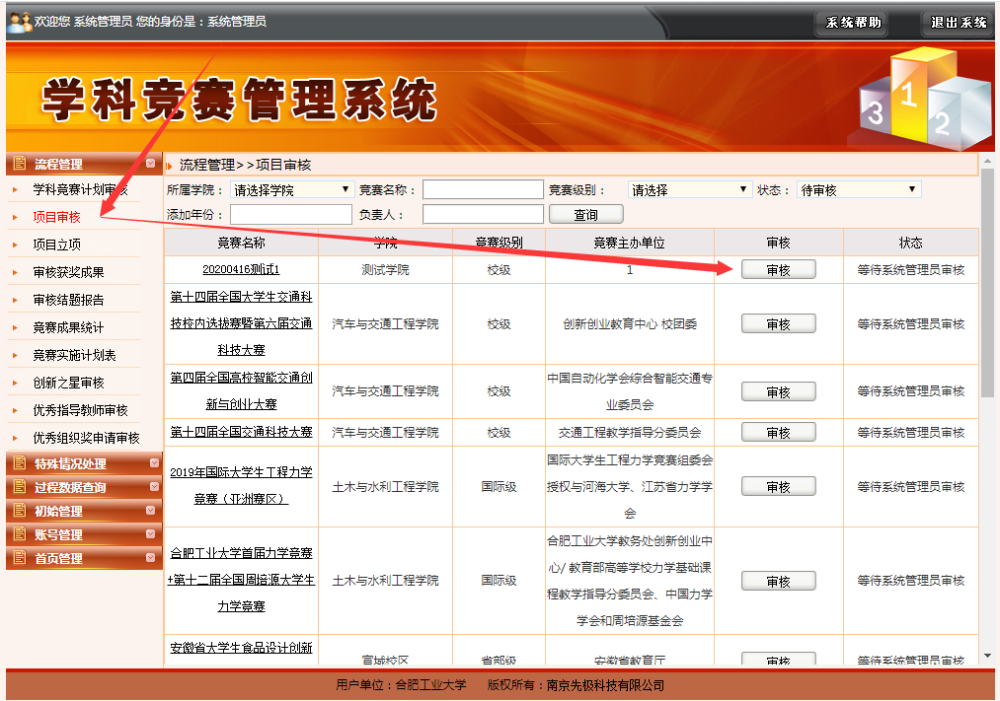 欢迎您 系统管理员 您的身份是：系统管理员
系统帮助
退出系统
学科竞赛管理系统
3 1 2
流程管理
学科竞赛计划审核
项目审核
项目立项
审核获奖成果
审核结题报告
竞赛成果统计
竞赛实施计划表
创新之星审核
优秀指导教师审核
优秀组织奖申请审核
特殊情况处理
过程数据查询
初始管理
账号管理
首页管理
流程管理>>项目审核
所属学院： 请选择学院 竞赛名称： 竞赛级别： 请选择 状态： 待审核
添加年份： 负责人： 查询
竞赛名称 学院 竞赛级别 竞赛主办单位 审核 状态
20200416测试1 测试学院 校级 1 审核 等待系统管理员审核
第十四届全国大学生交通科
技校内选拔赛暨第六届交通
科技大赛
汽车与交通工程学院 校级 创新创业教育中心 校团委 审核 等待系统管理员审核
第四届全国高校智能交通创
新与创业大赛
汽车与交通工程学院 校级
中国自动化学会综合智能交通专
业委员会
审核 等待系统管理员审核
第十四届全国交通科技大赛 汽车与交通工程学院 校级 交通工程教学指导分委员会 审核 等待系统管理员审核
2019年国际大学生工程力学
竞赛（亚洲赛区）
土木与水利工程学院 国际级
国际大学生工程力学竞赛组委会
授权与河海大学、江苏省力学学
会
审核 等待系统管理员审核
合肥工业大学首届力学竞赛
+第十二届全国周培源大学生
力学竞赛
土木与水利工程学院 国际级
合肥工业大学教务处创新创业中
心/ 教育部高等学校力学基础课
程教学指导分委员会、中国力学
学会和周培源基金会
审核 等待系统管理员审核
安徽省大学生食品设计创新
宣城校区 省部级 安徽省教育厅 审核 等待系统管理员审核
用户单位：合肥工业大学 版权所有：南京先极科技有限公司